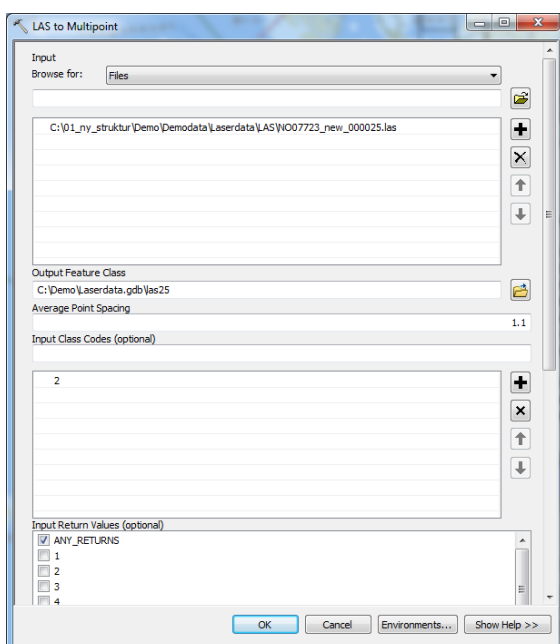 LAS to Multipoint
Input
Browse for: Files
C:\01_ny_struktur\Demo\Demodata\Laserdata\LAS\NO07723_new_000025.las
Output Feature Class
C:\Demo\Laserdata.gdb\las25
Average Point Spacing
1.1
Input Class Codes (optional)
2
Input Return Values (optional)
ANY_RETURNS
1
2
3
4
OK Cancel Environments... Show Help >>